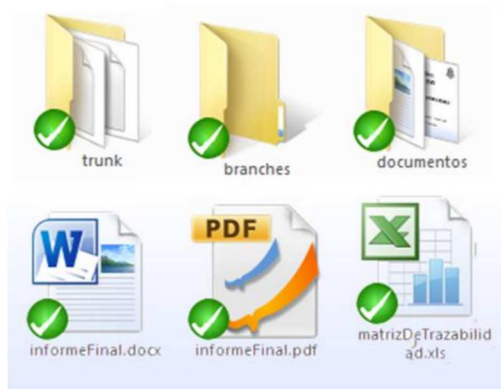 trunk
branches
documentos
W
PDF
X
informeFinal.docx
informeFinal.pdf
matrizDeTrazabilid
ad.xls